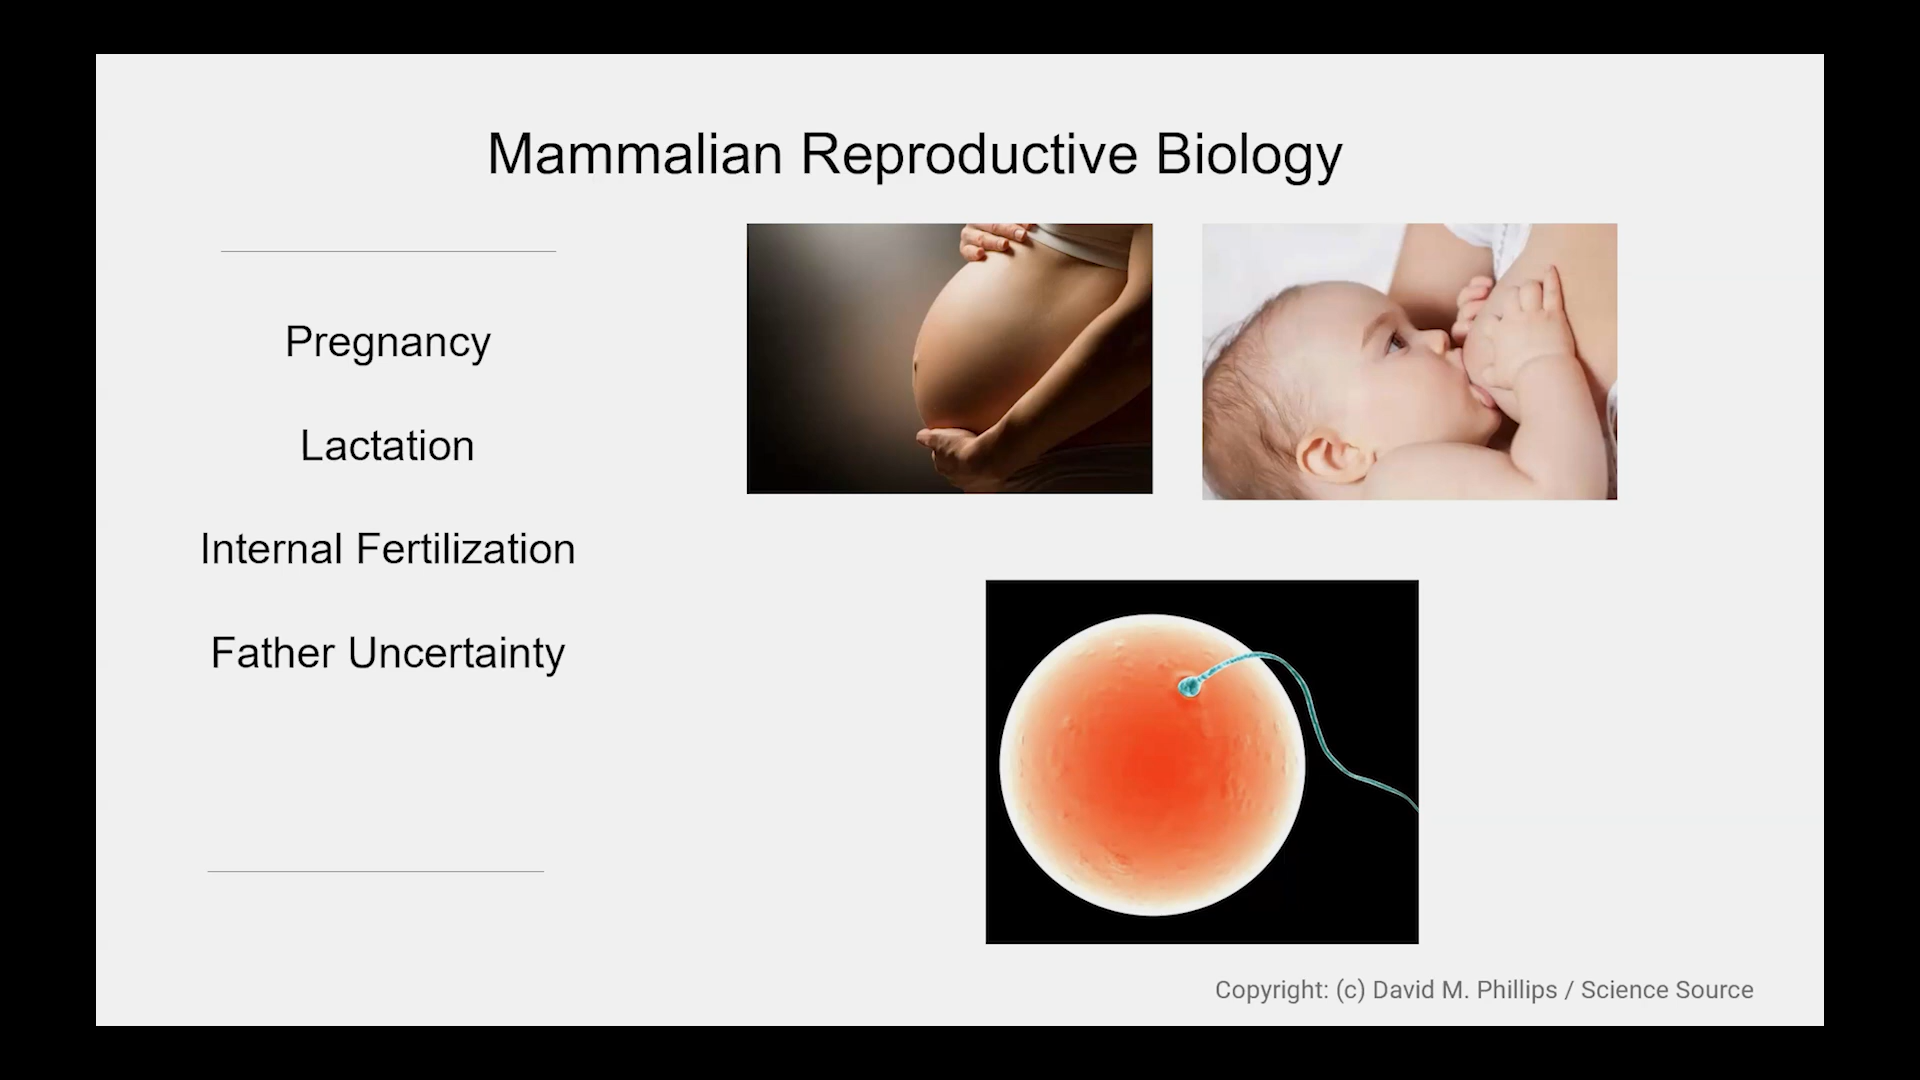 Mammalian Reproductive Biology
Pregnancy
Lactation
Internal Fertilization
Father Uncertainty
Copyright: (c) David M. Phillips / Science Source